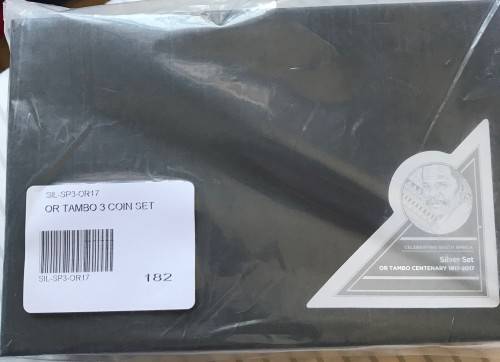 SIL-SP3-OR17
OR TAMBO 3 COIN SET
SIL-SP3-OR17
182
CELEBRATING SOUTH AFRICA
Silver Set
OR TAMBO CENTENARY 1917-2017